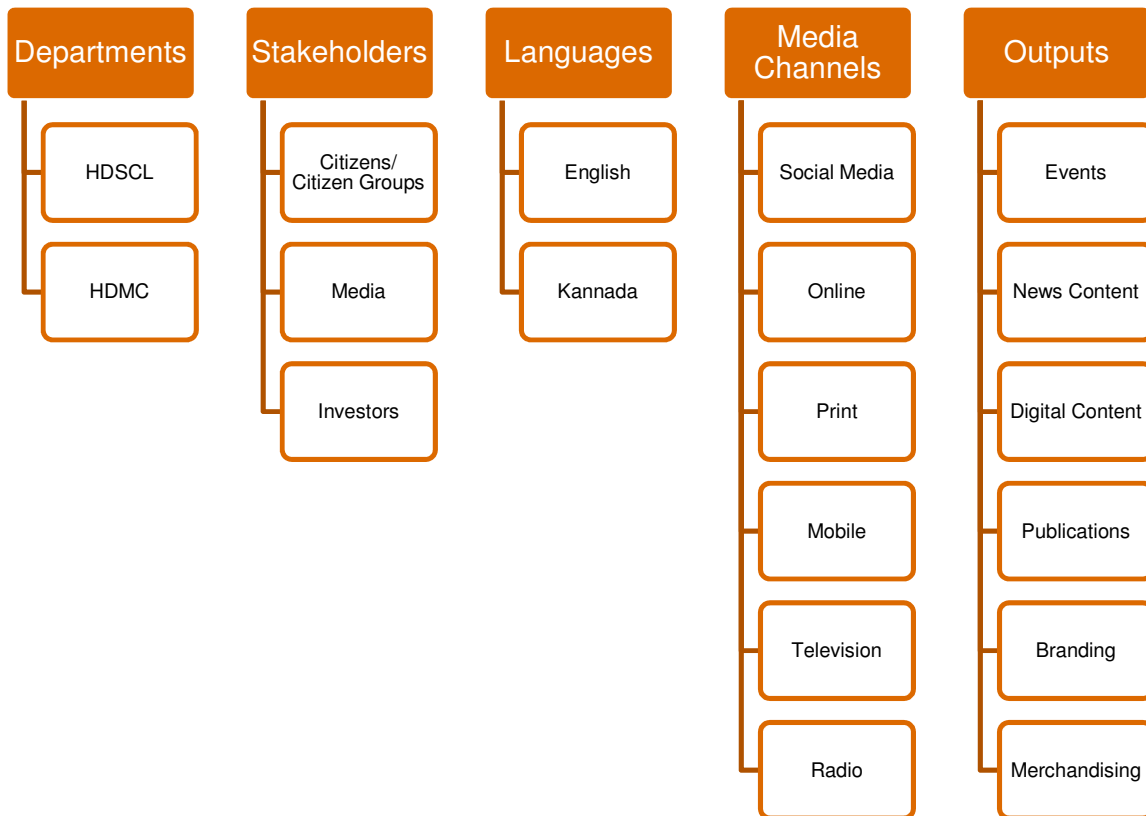 Departments
HDSCL
HDMC
Stakeholders
Citizens/
Citizen Groups
Media
Investors
Languages
English
Kannada
Media
Channels
Social Media
Online
Print
Mobile
Television
Radio
Outputs
Events
News Content
Digital Content
Publications
Branding
Merchandising